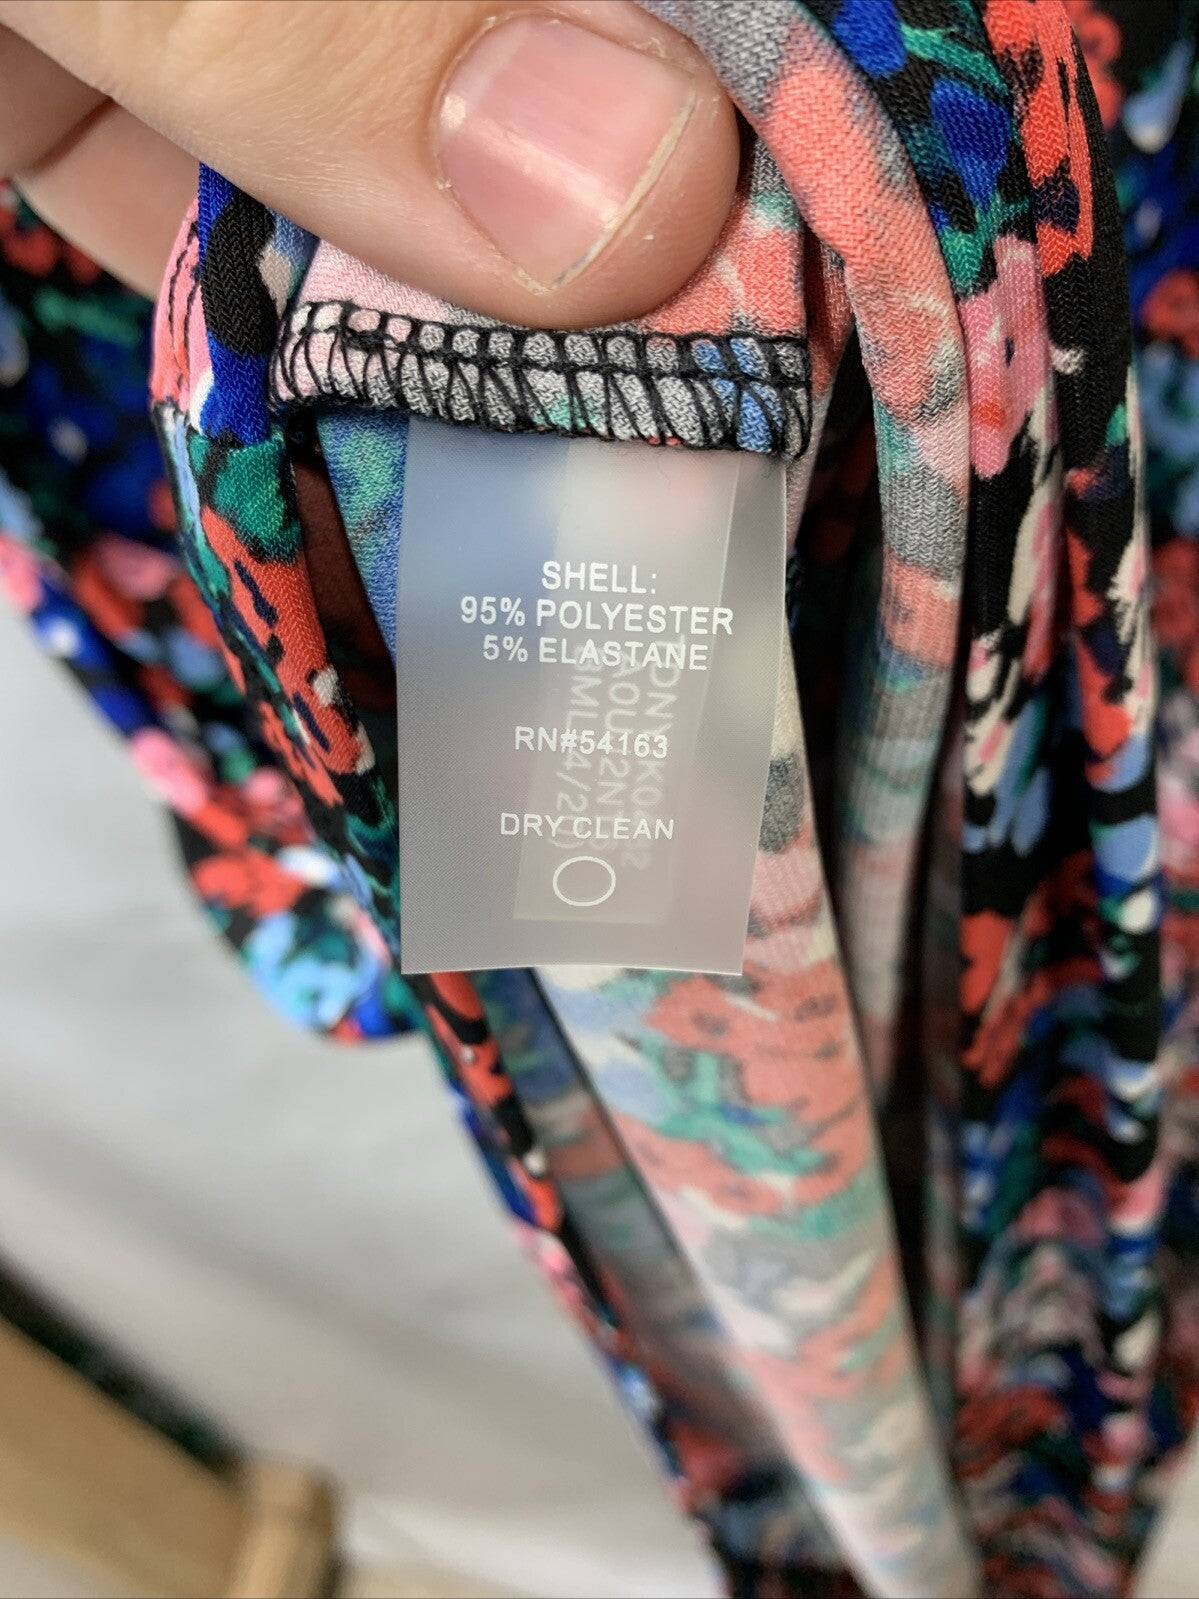 SHELL:
95% POLYESTER
5% ELASTANE
RN#54163
DRY CLEAN